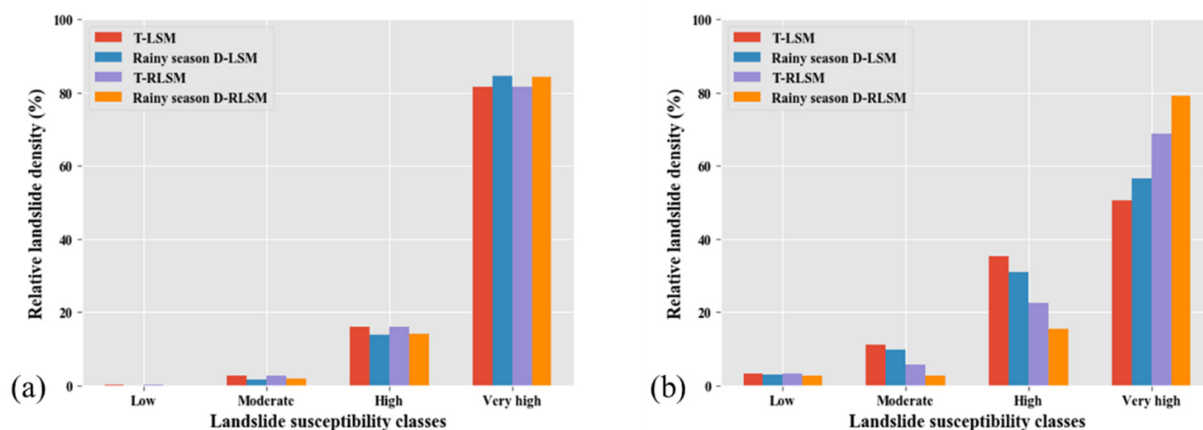 100
T-LSM
Rainy season D-LSM
T-RLSM
Rainy season D-RLSM
80
60
40
20
0
Relative landslide density (%)
Low Moderate High Very high
Landslide susceptibility classes
(a)
100
T-LSM
Rainy season D-LSM
T-RLSM
Rainy season D-RLSM
80
60
40
20
0
Relative landslide density (%)
Low Moderate High Very high
Landslide susceptibility classes
(b)